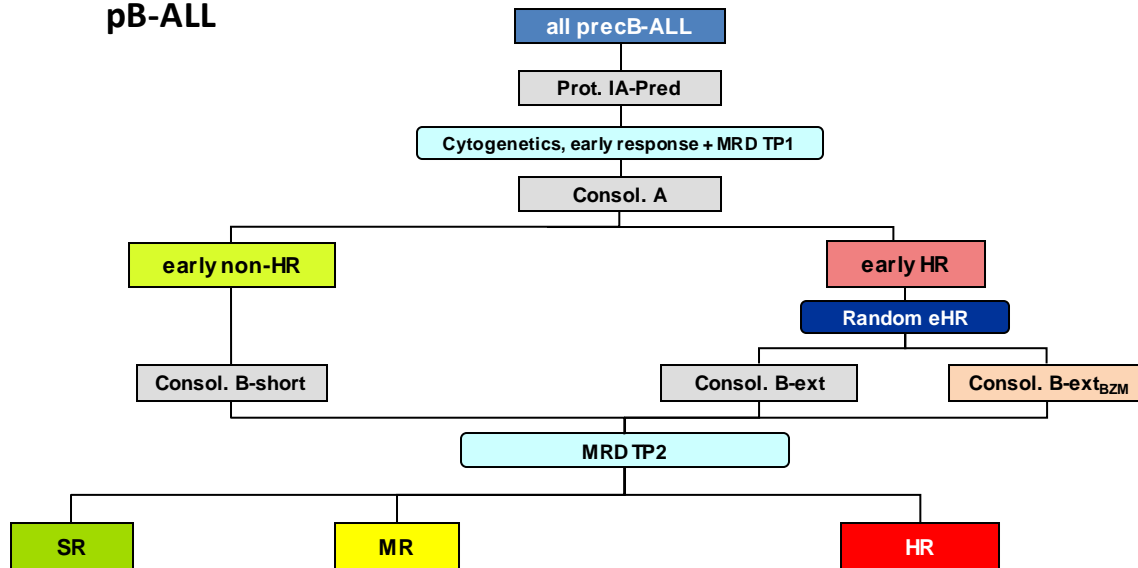 pB-ALL
all precB-ALL
Prot. IA-Pred
Cytogenetics, early response + MRD TP1
Consol. A
early non-HR
early HR
Random eHR
Consol. B-short
Consol. B-ext
Consol. B-extBZM
MRD TP2
SR
MR
HR